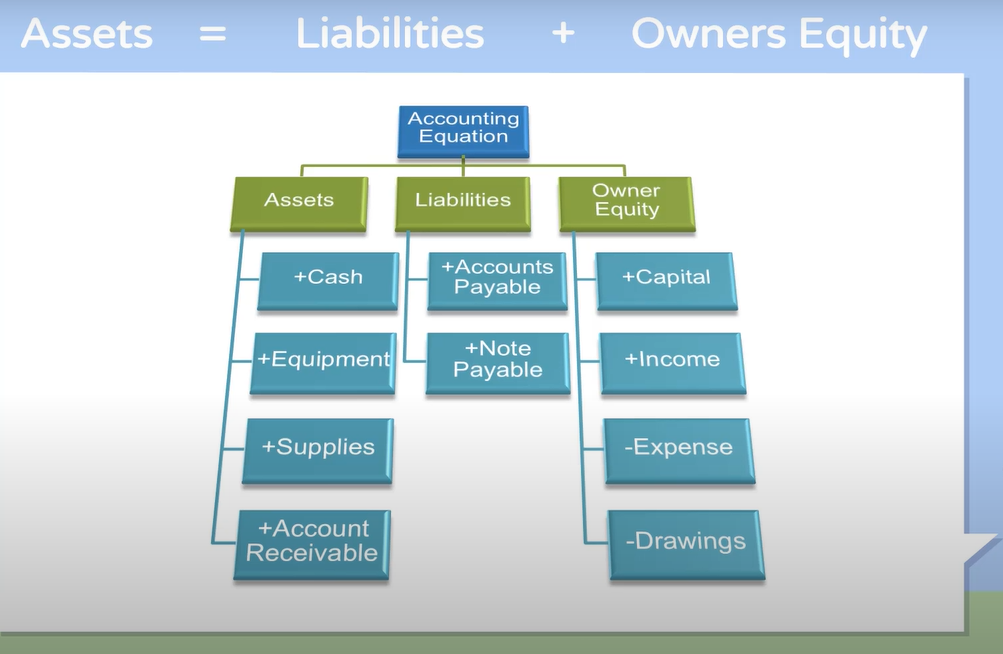 Assets = Liabilities + Owners Equity
Accounting
Equation
Assets
Liabilities
Owner
Equity
+Cash
+Equipment
+Supplies
+Account
Receivable
+Accounts
Payable
+Note
Payable
+Capital
+Income
-Expense
-Drawings